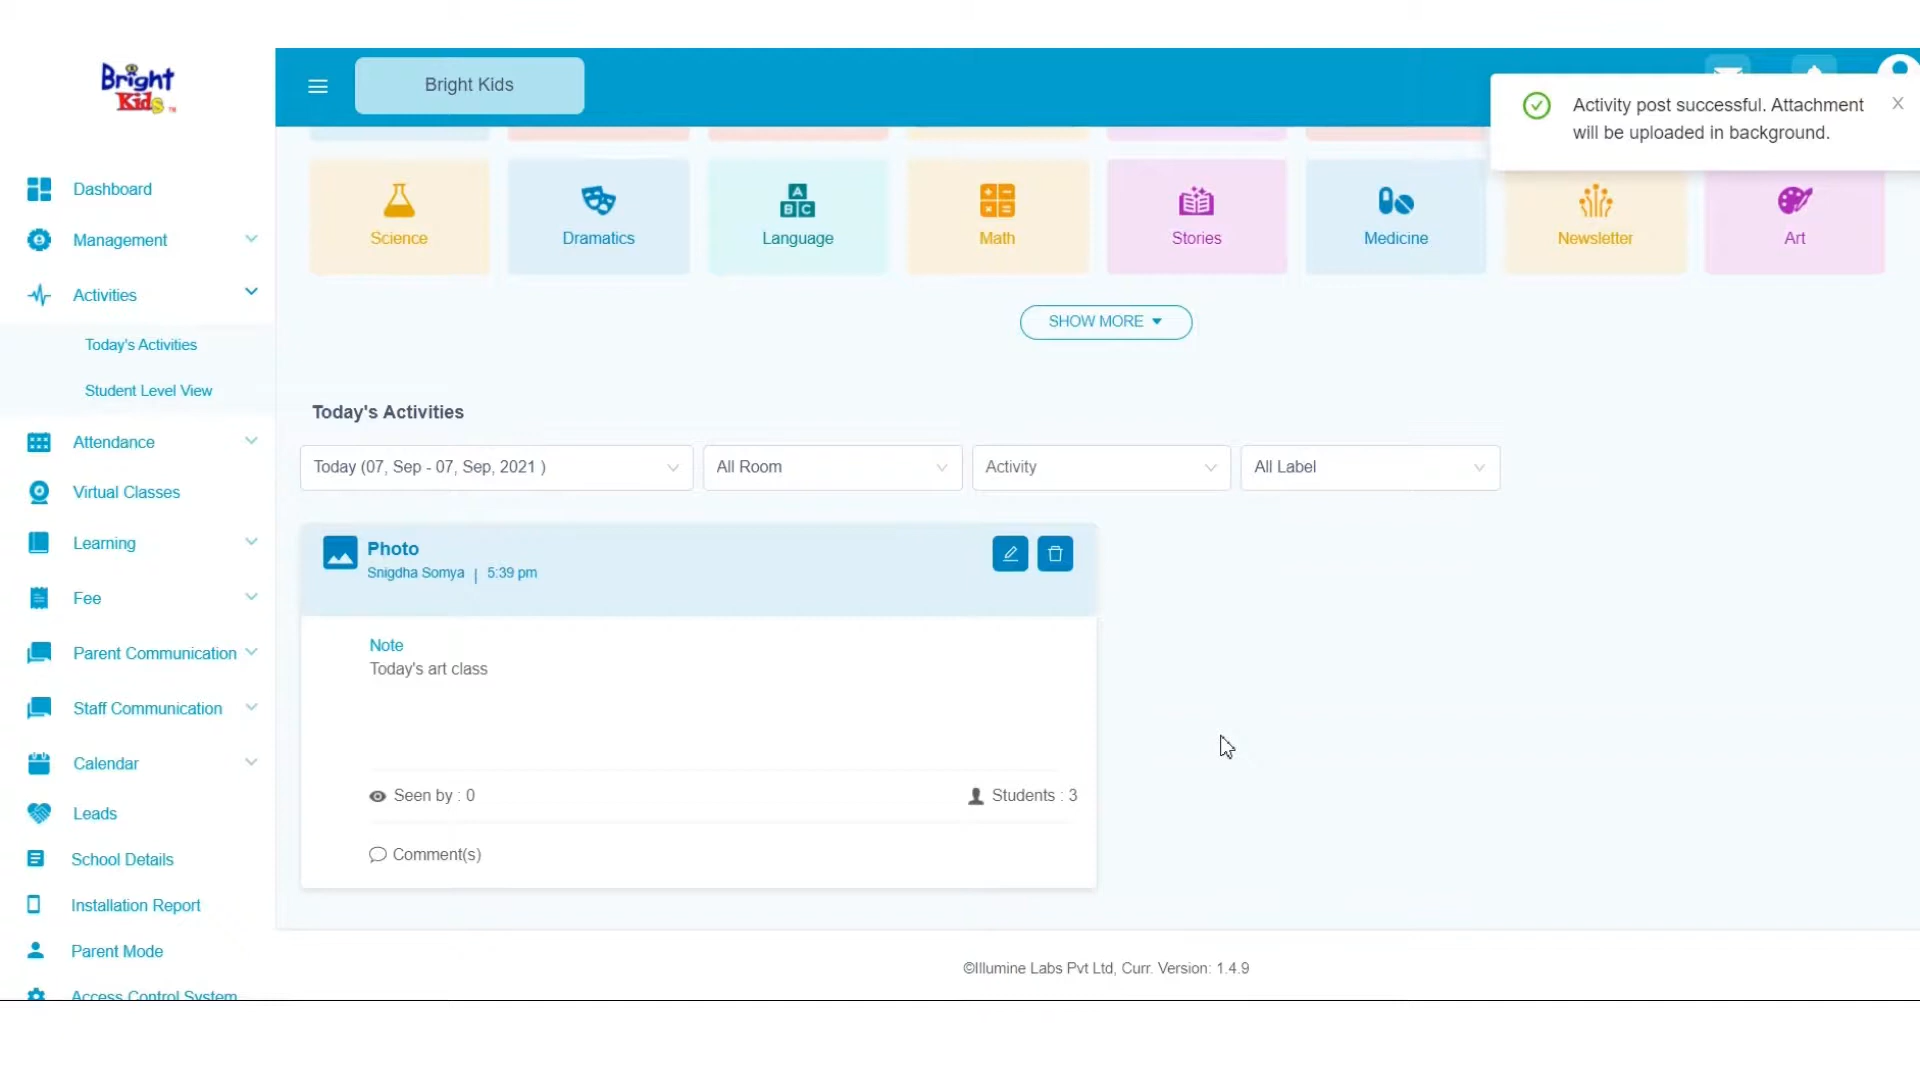 Bright
Kids
TM
Bright Kids
Activity post successful. Attachment
will be uploaded in background.
Dashboard
Management
Activities
Today's Activities
Student Level View
Attendance
Virtual Classes
Learning
Fee
Parent Communication
Staff Communication
Calendar
Leads
School Details
Installation Report
Parent Mode
Access Control System
Science
Dramatics
A
B C
Language
Math
Stories
Medicine
Newsletter
Art
SHOW MORE
Today's Activities
Today (07, Sep - 07, Sep, 2021 )
All Room
Activity
All Label
Photo
Snigdha Somya | 5:39 pm
Note
Today's art class
Seen by : 0
Students : 3
Comment(s)
©Illumine Labs Pvt Ltd, Curr. Version: 1.4.9